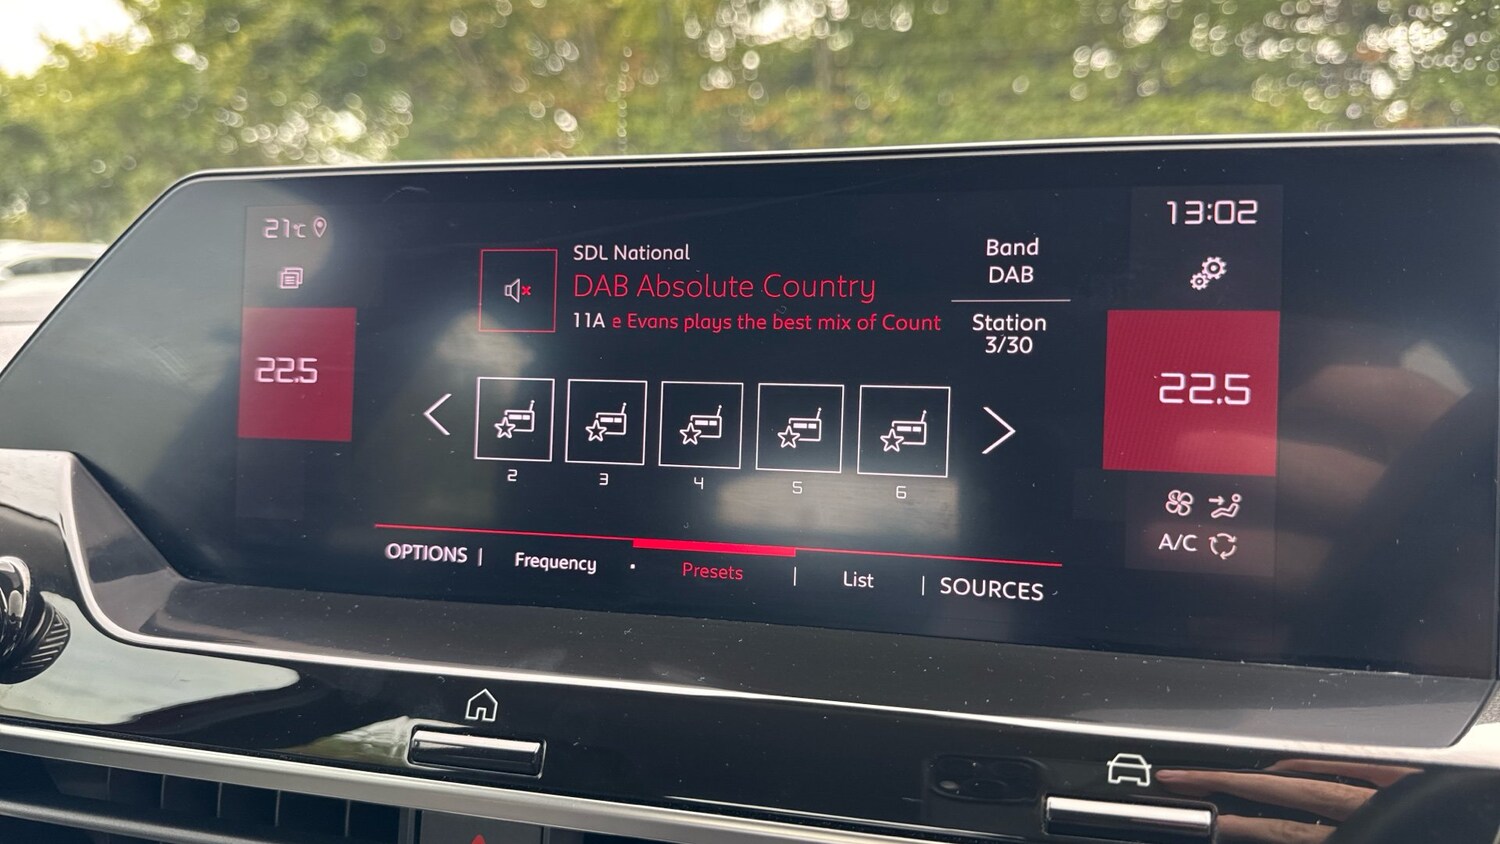 21°C
13:02
SDL National
DAB Absolute Country
11A e Evans plays the best mix of Count
Band
DAB
Station
3/30
22.5
22.5
2
3
4
5
6
A/C
OPTIONS | Frequency • Presets | List | SOURCES